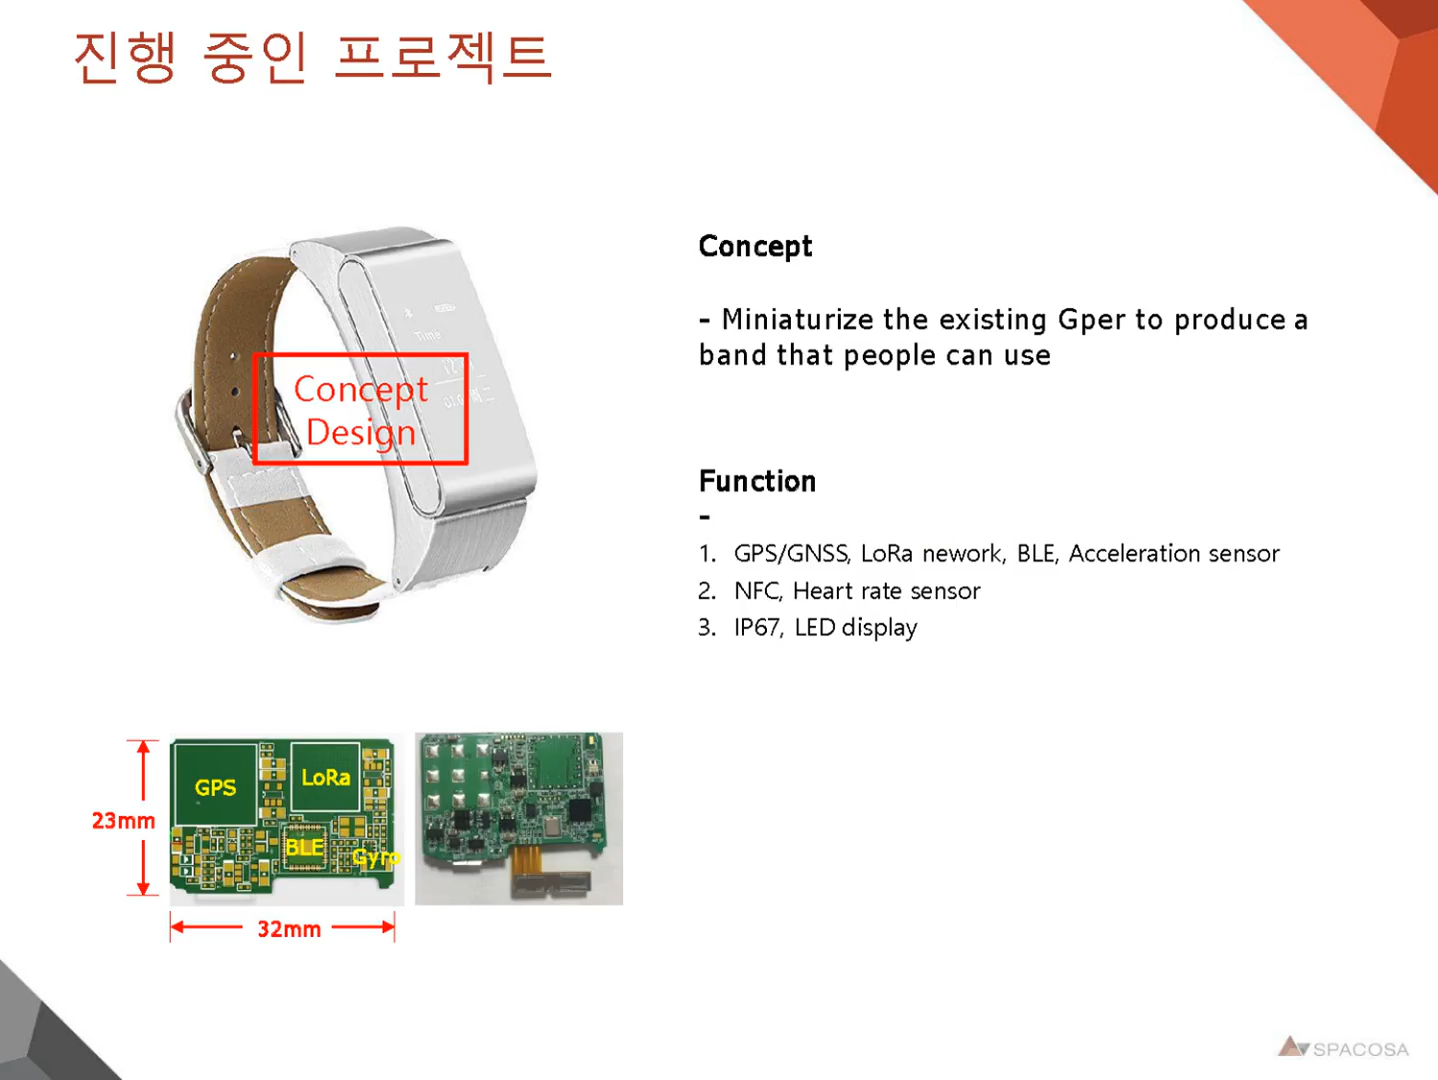 진행 중인 프로젝트
Concept
- Miniaturize the existing Gper to produce a
band that people can use
Time
Concept
Design
Function
-
1. GPS/GNSS, LoRa nework, BLE, Acceleration sensor
2. NFC, Heart rate sensor
3. IP67, LED display
GPS
LoRa
23mm
BLE
Gyro
32mm
SPACOSA